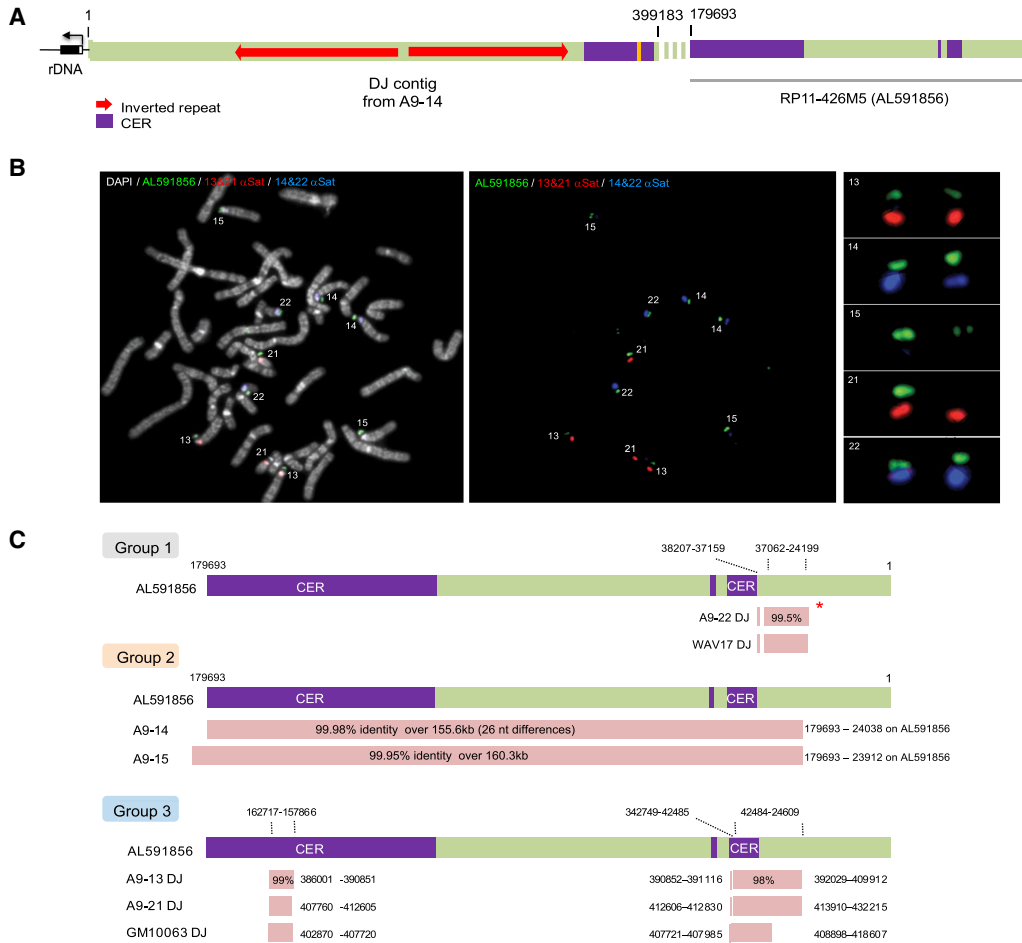 A
1
399183
179693
rDNA
DJ contig
from A9-14
RP11-426M5 (AL591856)
Inverted repeat
CER
B
DAPI / AL591856 / 13&21 αSat / 14&22 αSat
15
22
14
14
21
22
13
15
21
13
AL591856 / 13&21 αSat / 14&22 αSat
15
22
14
14
21
22
15
13
21
13
13
14
15
21
22
C
Group 1
179693
38207-37159
37062-24199
1
AL591856
CER
CER
A9-22 DJ
99.5%
*
WAV17 DJ
Group 2
179693
1
AL591856
CER
CER
A9-14
99.98% identity over 155.6kb (26 nt differences)
179693 – 24038 on AL591856
A9-15
99.95% identity over 160.3kb
179693 – 23912 on AL591856
Group 3
162717-157866
342749-42485
42484-24609
AL591856
CER
CER
A9-13 DJ
99%
386001 -390851
390852–391116
98%
392029–409912
A9-21 DJ
407760 -412605
412606–412830
413910–432215
GM10063 DJ
402870 -407720
407721–407985
408898–418607